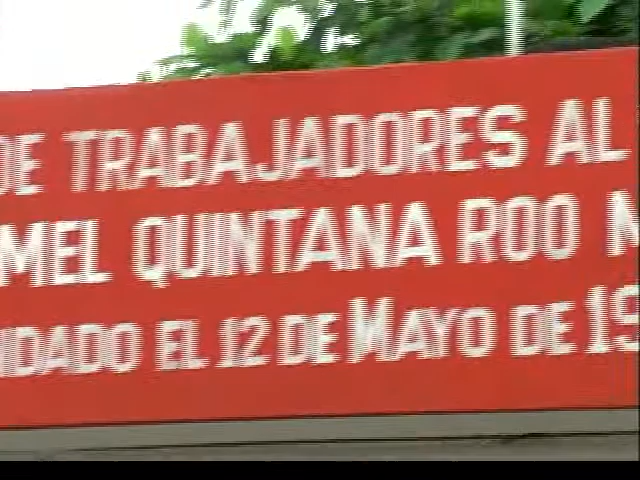 DE TRABAJADORES AL
MEL QUINTANA ROO
NDADO EL 12 DE MAYO DE 19